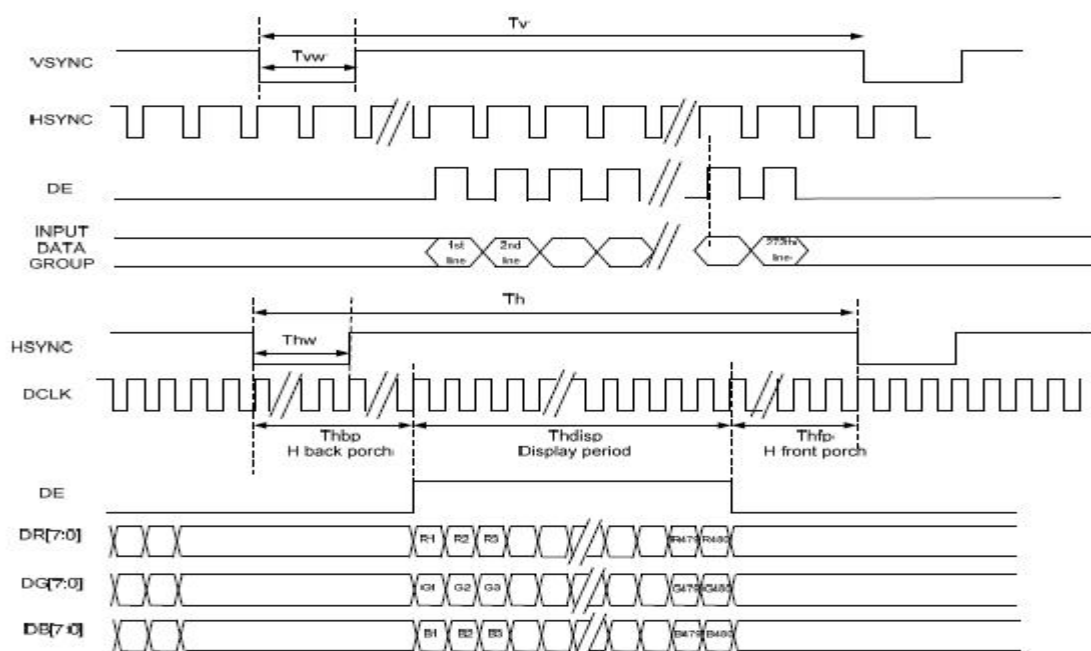 Tv
Tvw
VSYNC
HSYNC
DE
INPUT
DATA
GROUP
1st
line
2nd
line
line
Th
HSYNC
Thw
DCLK
Thbp
H back porch
Thdisp
Display period
Thfp
H front porch
DE
DR[7:0]
R1 R2 R3 R479 R480
DG[7:0]
G1 G2 G3 G479 G480
DB[7:0]
B1 B2 B3 B479 B480